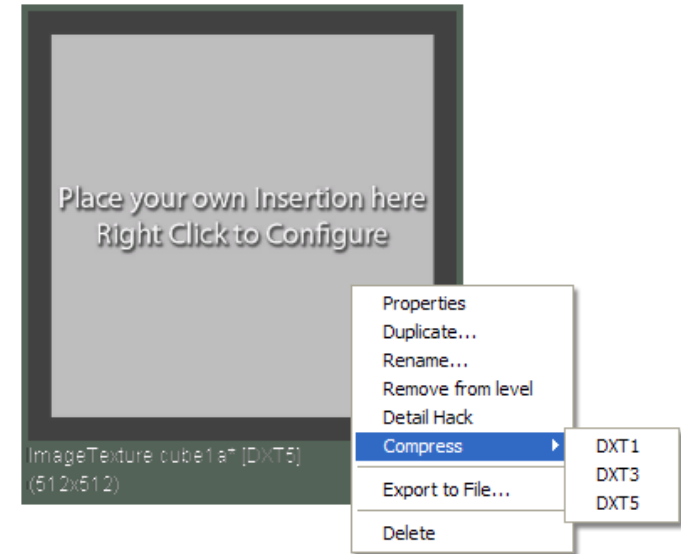 Place your own Insertion here
Right Click to Configure
ImageTexture cube1a* [DXT5]
(512x512)
Properties
Duplicate...
Rename...
Remove from level
Detail Hack
Compress
Export to File...
Delete
DXT1
DXT3
DXT5